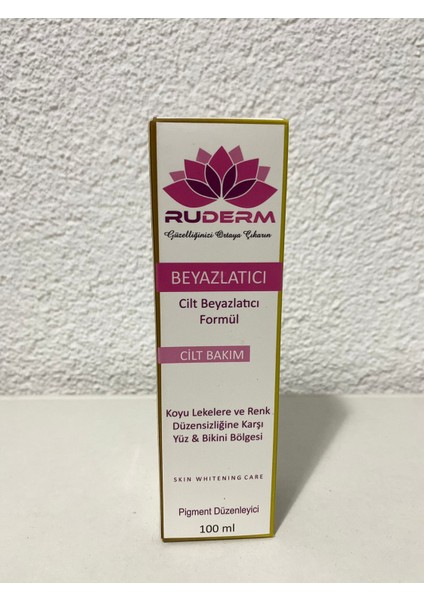 RUDERM
Güzelliğinizi Ortaya Çıkarın
BEYAZLATICI
Cilt Beyazlatıcı
Formül
CİLT BAKIM
Koyu Lekelere ve Renk
Düzensizliğine Karşı
Yüz & Bikini Bölgesi
SKIN WHITENING CARE
Pigment Düzenleyici
100 ml